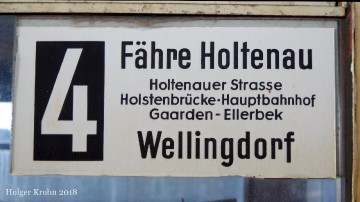 4
Fähre Holtenau
Holtenauer Strasse
Holstenbrücke-Hauptbahnhof
Gaarden-Ellerbek
Wellingdorf
Holger Krohn 2018